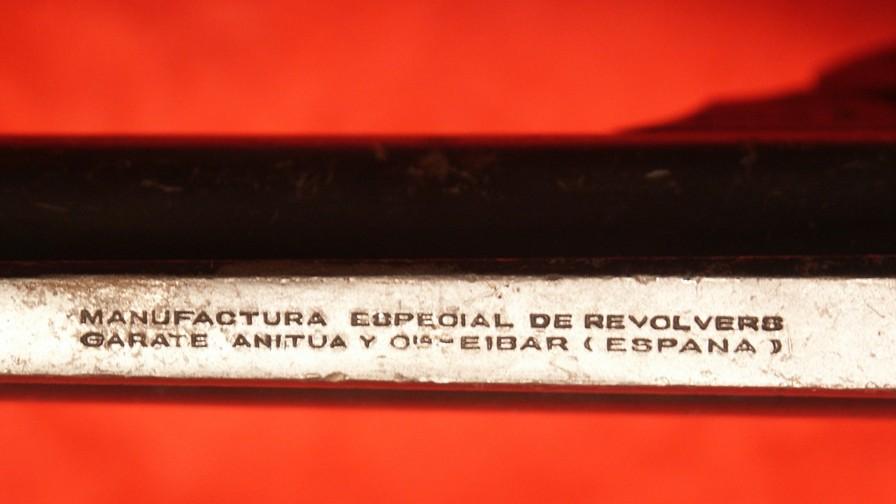 MANUFACTURA ESPECIAL DE REVOLVERS
GARATE ANITUA Y Cia- EIBAR ( ESPANA )